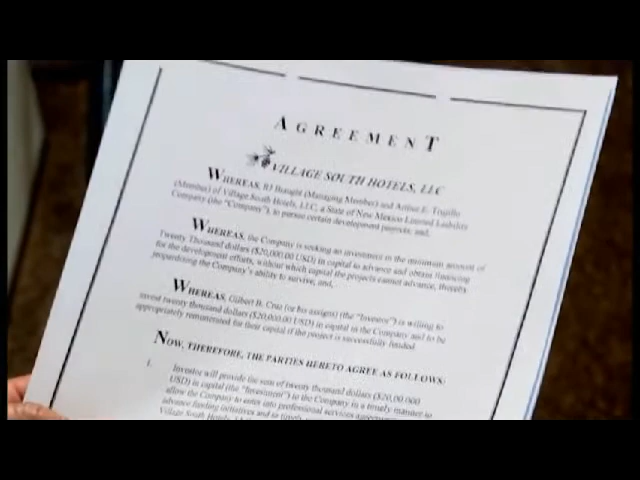 AGREEMENT
VILLAGE SOUTH HOTELS, LLC
WHEREAS, RJ Braught (Managing Member) and Arthur E. Trujillo
(Member) of Village South Hotels, LLC, a State of New Mexico Limited Liability
Company (the "Company"), to pursue certain development projects; and,
WHEREAS, the Company is seeking an investment in the minimum amount of
Twenty Thousand dollars ($20,000.00 USD) in capital to advance and obtain financing
for the development efforts, without which capital the projects cannot advance, thereby
jeopardizing the Company's ability to survive, and,
WHEREAS, Gilbert B. Cruz (or his assigns) (the "Investor") is willing to
invest twenty thousand dollars ($20,000.00 USD) in capital in the Company and to be
appropriately remunerated for their capital if the project is successfully funded.
NOW, THEREFORE, THE PARTIES HERETO AGREE AS FOLLOWS:
1. Investor will provide the sum of twenty thousand dollars ($20,00.000
USD) in capital (the "Investment") to the Company in a timely manner to
allow the Company to enter into professional services agreements
advance funding initiatives and to timely
Village South Hotels,